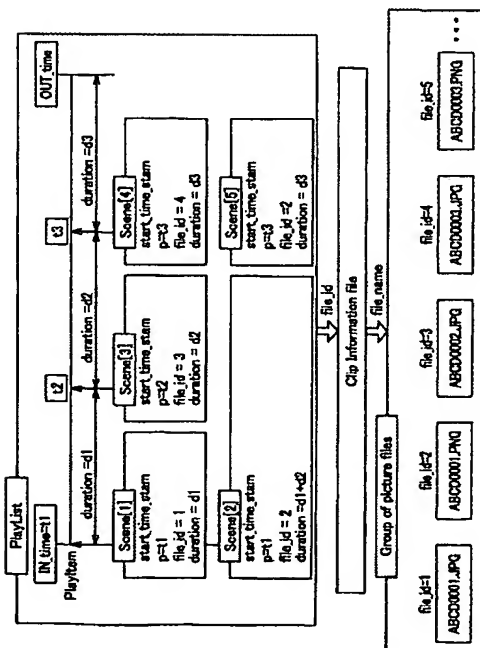 PlayList
IN_time=t1
t2
t3
OUT_time
PlayItem
duration =d1
duration =d2
duration =d3
Scene[1]
start_time_stam
p=t1
file_id = 1
duration = d1
Scene[3]
start_time_stam
p=t2
file_id = 3
duration = d2
Scene[4]
start_time_stam
p=t3
file_id = 4
duration = d3
Scene[2]
start_time_stam
p=t1
file_id = 2
duration =d1+d2
Scene[5]
start_time_stam
p=t3
file_id =2
duration = d3
file_id
Clip Information file
file_name
Group of picture files
file_id=1
file_id=2
file_id=3
file_id=4
file_id=5
ABCD0001.JPG
ABCD0001.PNG
ABCD0002.JPG
ABCD0003.JPG
ABCD0003.PNG
...